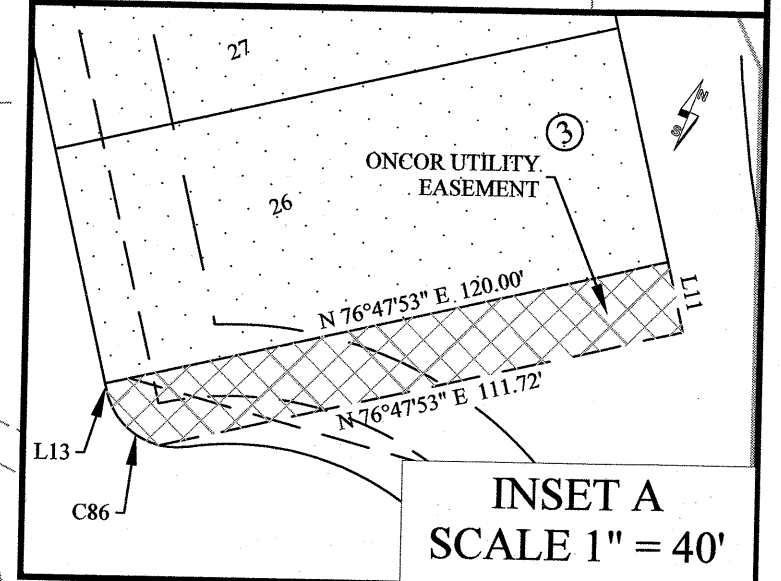 27
3
N
S
ONCOR UTILITY
EASEMENT
26
N 76°47'53" E 120.00'
L11
N 76°47'53" E 111.72'
L13
C86
INSET A
SCALE 1" = 40'